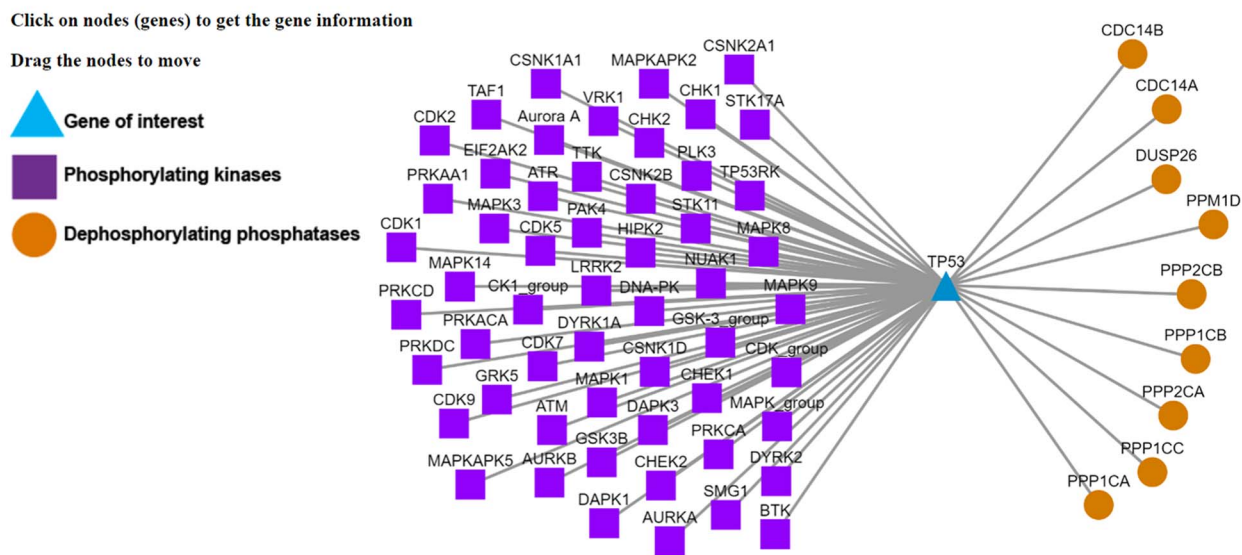 Click on nodes (genes) to get the gene information
Drag the nodes to move
Gene of interest
Phosphorylating kinases
Dephosphorylating phosphatases
CSNK2A1
CSNK1A1
MAPKAPK2
TAF1
VRK1
CHK1
STK17A
CDK2
Aurora A
CHK2
EIF2AK2
TTK
PLK3
PRKAA1
ATR
CSNK2B
TP53RK
MAPK3
PAK4
STK11
CDK1
CDK5
HIPK2
MAPK8
MAPK14
LRRK2
NUAK1
PRKCD
CK1_group
DNA-PK
MAPK9
PRKACA
DYRK1A
GSK-3_group
PRKDC
CDK7
CSNK1D
CDK_group
GRK5
MAPK1
CHEK1
CDK9
ATM
DAPK3
MAPK_group
GSK3B
PRKCA
MAPKAPK5
AURKB
CHEK2
DYRK2
DAPK1
SMG1
AURKA
BTK
TP53
CDC14B
CDC14A
DUSP26
PPM1D
PPP2CB
PPP1CB
PPP2CA
PPP1CC
PPP1CA